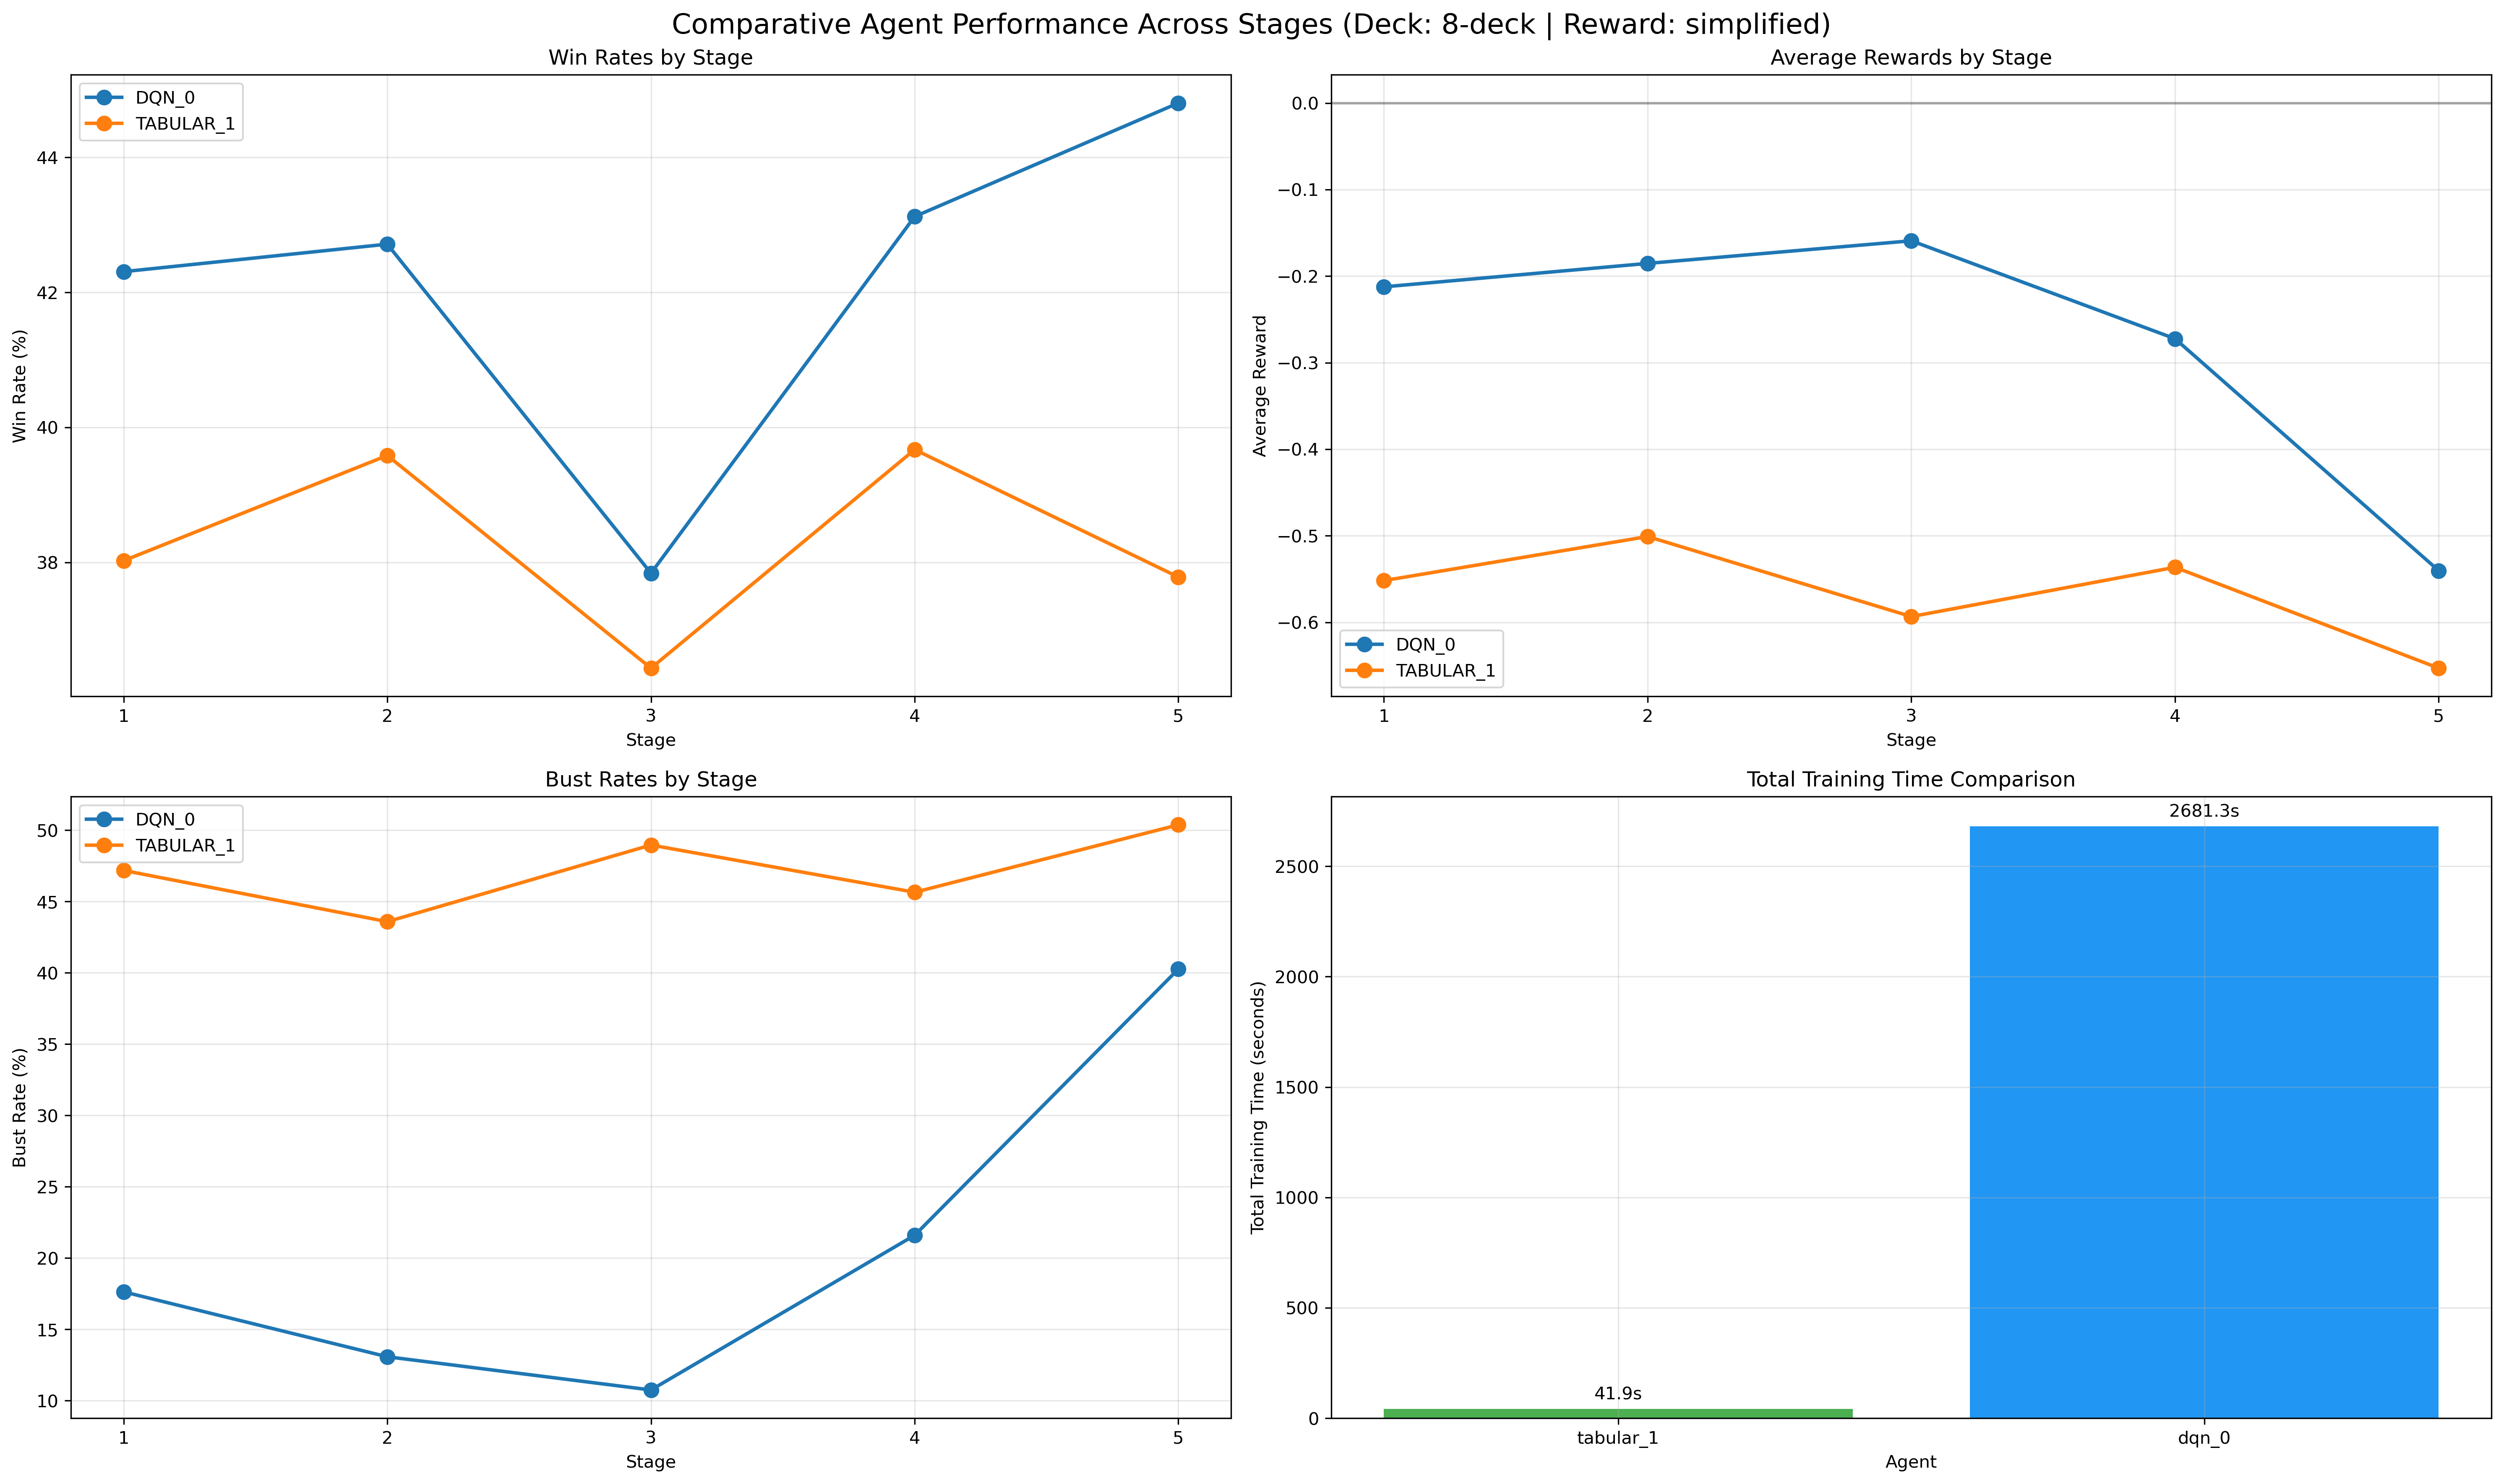 Comparative Agent Performance Across Stages (Deck: 8-deck | Reward: simplified)
Win Rates by Stage
DQN_0
TABULAR_1
44
42
40
38
Win Rate (%)
1 2 3 4 5
Stage
Average Rewards by Stage
0.0
−0.1
−0.2
−0.3
−0.4
−0.5
−0.6
Average Reward
DQN_0
TABULAR_1
1 2 3 4 5
Stage
Bust Rates by Stage
DQN_0
TABULAR_1
50
45
40
35
30
25
20
15
10
Bust Rate (%)
1 2 3 4 5
Stage
Total Training Time Comparison
2681.3s
2500
2000
1500
1000
500
0
Total Training Time (seconds)
41.9s
tabular_1 dqn_0
Agent